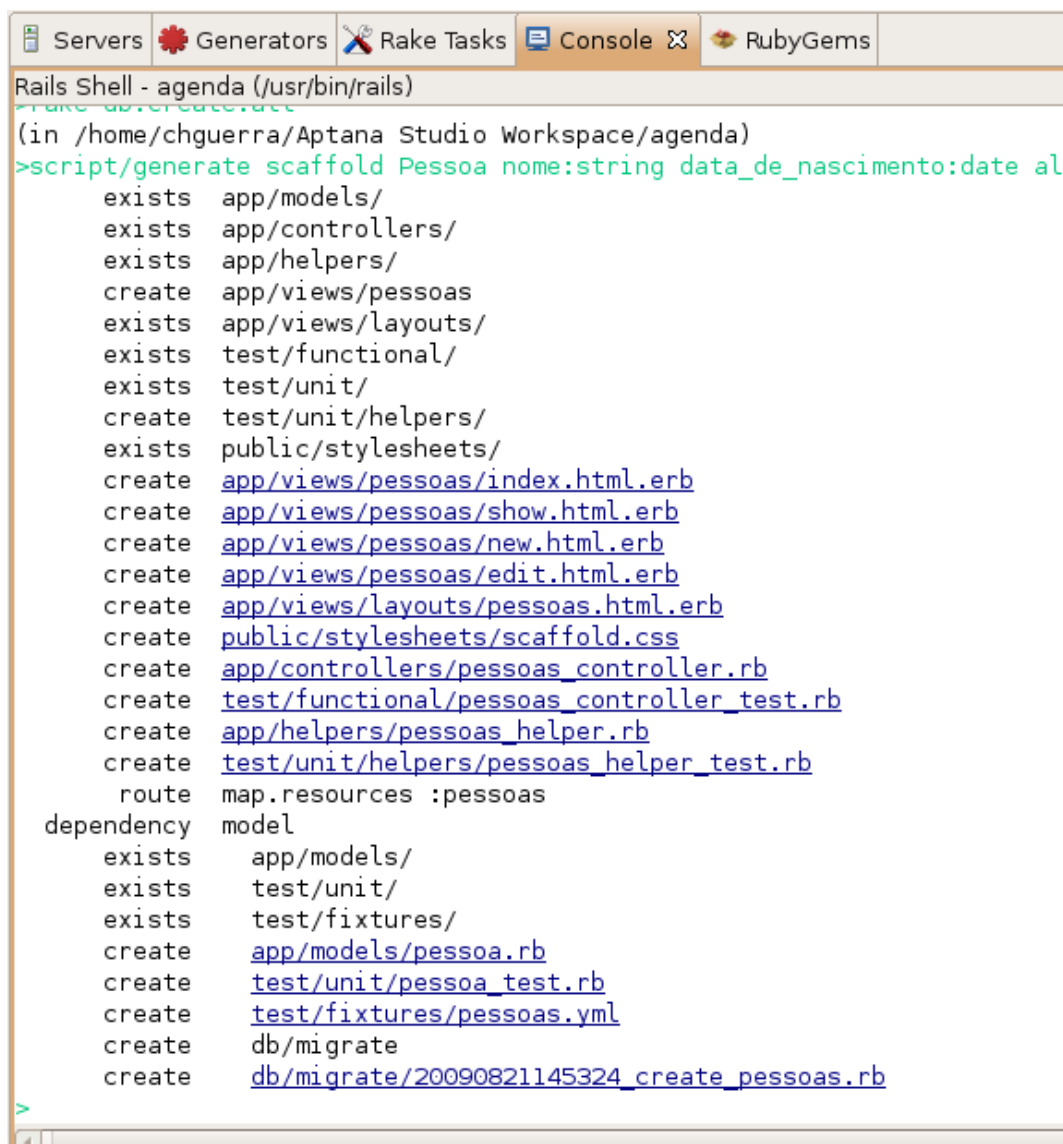 Servers Generators Rake Tasks Console RubyGems
Rails Shell - agenda (/usr/bin/rails)
>rake db:create:all
(in /home/chguerra/Aptana Studio Workspace/agenda)
>script/generate scaffold Pessoa nome:string data_de_nascimento:date al
exists app/models/
exists app/controllers/
exists app/helpers/
create app/views/pessoas
exists app/views/layouts/
exists test/functional/
exists test/unit/
create test/unit/helpers/
exists public/stylesheets/
create app/views/pessoas/index.html.erb
create app/views/pessoas/show.html.erb
create app/views/pessoas/new.html.erb
create app/views/pessoas/edit.html.erb
create app/views/layouts/pessoas.html.erb
create public/stylesheets/scaffold.css
create app/controllers/pessoas_controller.rb
create test/functional/pessoas_controller_test.rb
create app/helpers/pessoas_helper.rb
create test/unit/helpers/pessoas_helper_test.rb
route map.resources :pessoas
dependency model
exists app/models/
exists test/unit/
exists test/fixtures/
create app/models/pessoa.rb
create test/unit/pessoa_test.rb
create test/fixtures/pessoas.yml
create db/migrate
create db/migrate/20090821145324_create_pessoas.rb
>